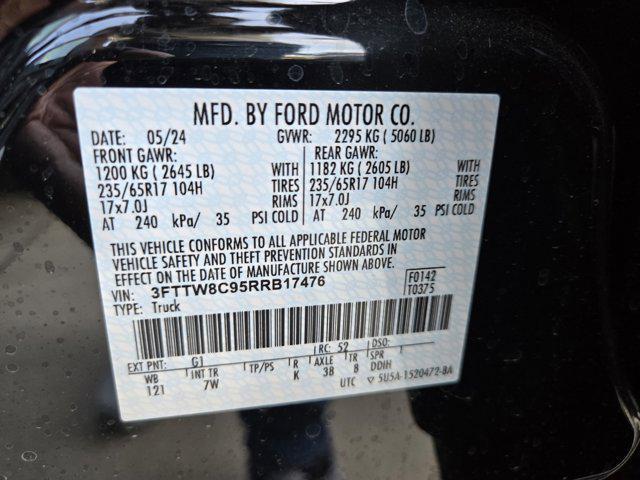 MFD. BY FORD MOTOR CO.
DATE: 05/24 GVWR: 2295 KG ( 5060 LB)
FRONT GAWR: REAR GAWR:
1200 KG ( 2645 LB) WITH 1182 KG ( 2605 LB) WITH
235/65R17 104H TIRES 235/65R17 104H TIRES
17x7.0J RIMS 17x7.0J RIMS
AT 240 kPa/ 35 PSI COLD AT 240 kPa/ 35 PSI COLD
THIS VEHICLE CONFORMS TO ALL APPLICABLE FEDERAL MOTOR
VEHICLE SAFETY AND THEFT PREVENTION STANDARDS IN
EFFECT ON THE DATE OF MANUFACTURE SHOWN ABOVE.
VIN: 3FTTW8C95RRB17476 F0142
TYPE: Truck T0375
EXT PNT: G1 RC: 52 DSO:
WB INT TR TP/PS R AXLE TR SPR
121 7W K 3B 8 DDIH
UTC 5U5A-1520472-BA